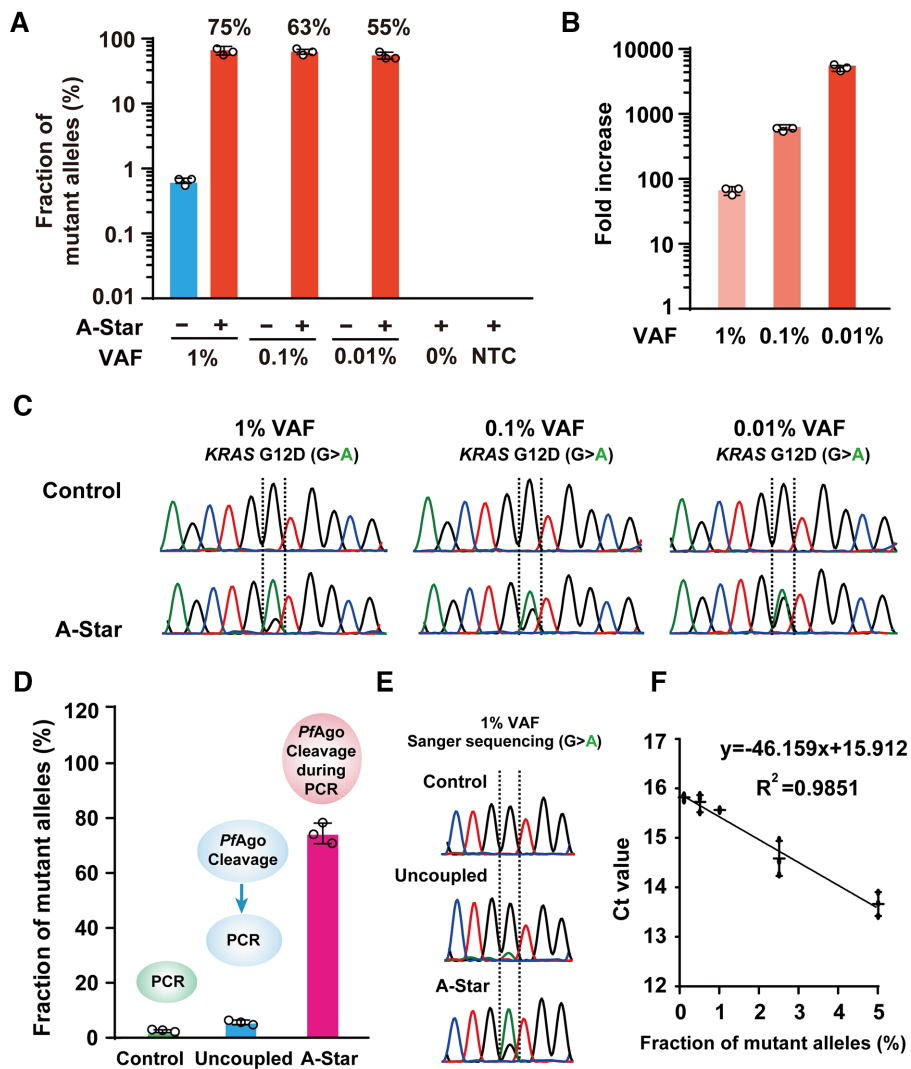 A
75% 63% 55%
Fraction of
mutant alleles (%)
100
10
1
0.1
0.01
A-Star − + − + − + + +
VAF 1% 0.1% 0.01% 0% NTC
B
Fold increase
10000
1000
100
10
1
VAF 1% 0.1% 0.01%
C
1% VAF
KRAS G12D (G>A)
0.1% VAF
KRAS G12D (G>A)
0.01% VAF
KRAS G12D (G>A)
Control
A-Star
D
Fraction of mutant alleles (%)
120
100
80
60
40
20
0
PCR
PfAgo
Cleavage
PCR
PfAgo
Cleavage
during
PCR
Control Uncoupled A-Star
E
1% VAF
Sanger sequencing (G>A)
Control
Uncoupled
A-Star
F
y=-46.159x+15.912
R²=0.9851
Ct value
17
16
15
14
13
12
0 1 2 3 4 5
Fraction of mutant alleles (%)